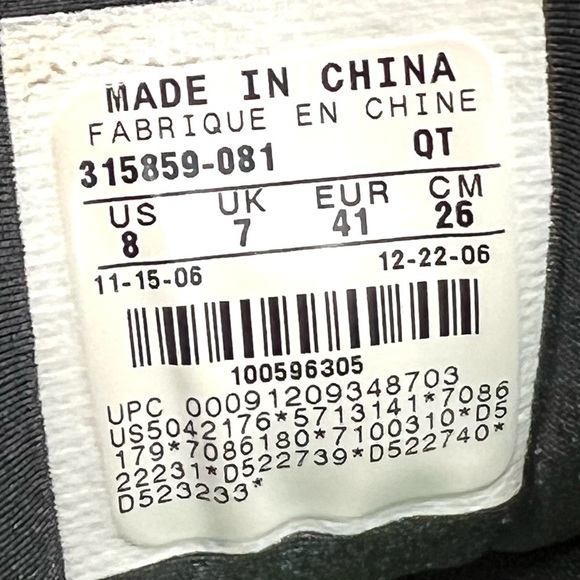 MADE IN CHINA
FABRIQUE EN CHINE
315859-081 QT
US UK EUR CM
8 7 41 26
11-15-06 12-22-06
100596305
UPC 00091209348703
US5042176*5713141*7086
179*7086180*7100310*D5
22231*D522739*D522740*
D523233*